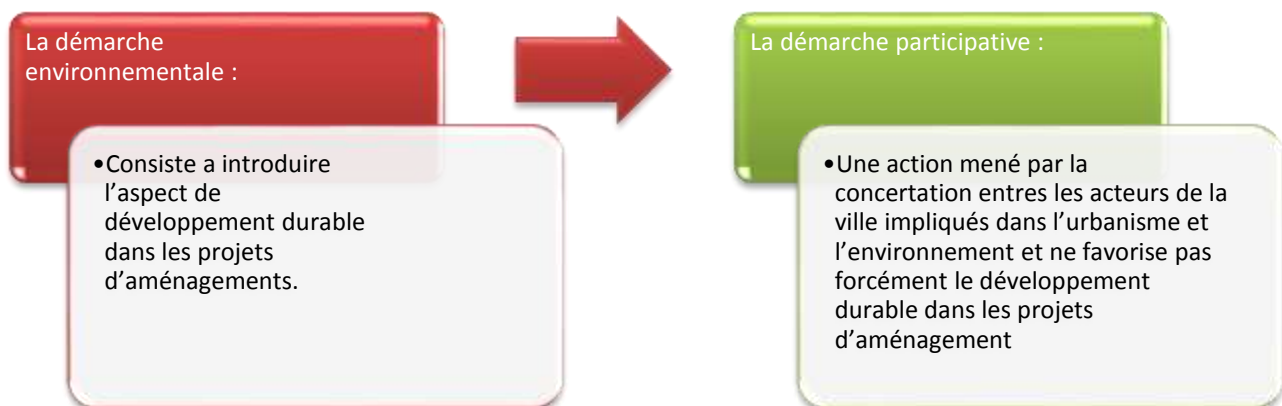 La démarche
environnementale :
•Consiste a introduire
l’aspect de
développement durable
dans les projets
d’aménagements.
La démarche participative :
•Une action mené par la
concertation entres les acteurs de la
ville impliqués dans l’urbanisme et
l’environnement et ne favorise pas
forcément le développement
durable dans les projets
d’aménagement